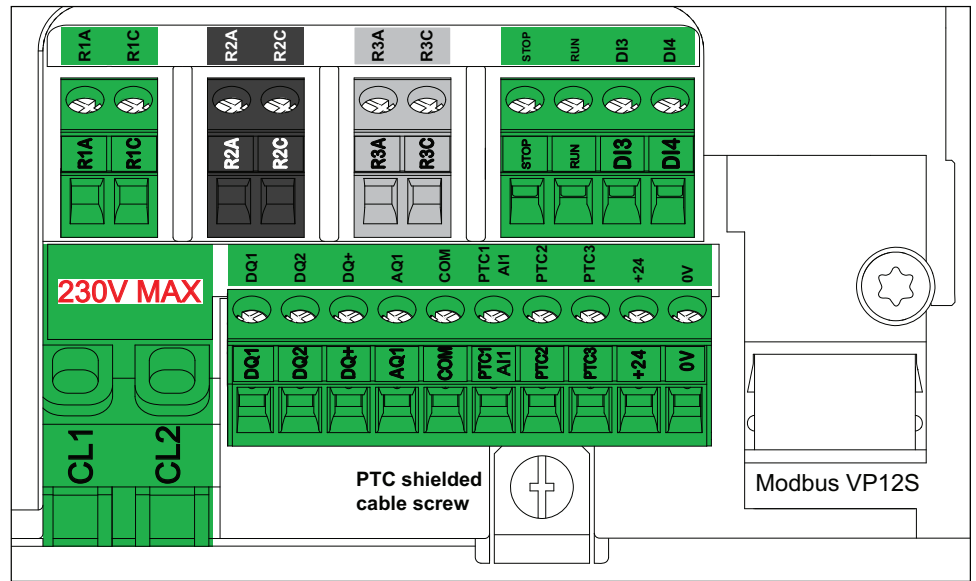 R1A R1C R2A R2C R3A R3C STOP RUN DI3 DI4
R1A R1C R2A R2C R3A R3C STOP RUN DI3 DI4
DQ1 DQ2 DQ+ AQ1 COM PTC1 AI1 PTC2 PTC3 +24 0V
230V MAX
DQ1 DQ2 DQ+ AQ1 COM PTC1 AI1 PTC2 PTC3 +24 0V
CL1 CL2
PTC shielded
cable screw
Modbus VP12S